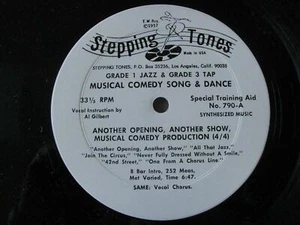 ©1977
Stepping Tones
Made in USA
STEPPING TONES, P.O. Box 35236, Los Angeles, Calif. 90035
GRADE 1 JAZZ & GRADE 3 TAP
MUSICAL COMEDY SONG & DANCE
33⅓ RPM
Special Training Aid
No. 790-A
Vocal Instruction by
Al Gilbert
SYNTHESIZED MUSIC
ANOTHER OPENING, ANOTHER SHOW,
MUSICAL COMEDY PRODUCTION (4/4)
"Another Opening, Another Show," "All That Jazz,"
"Join The Circus," "Never Fully Dressed Without A Smile,"
"42nd Street," "One From A Chorus Line."
8 Bar Intro, 252 Meas,
Met Varied, Time 6:47.
SAME: Vocal Chorus.